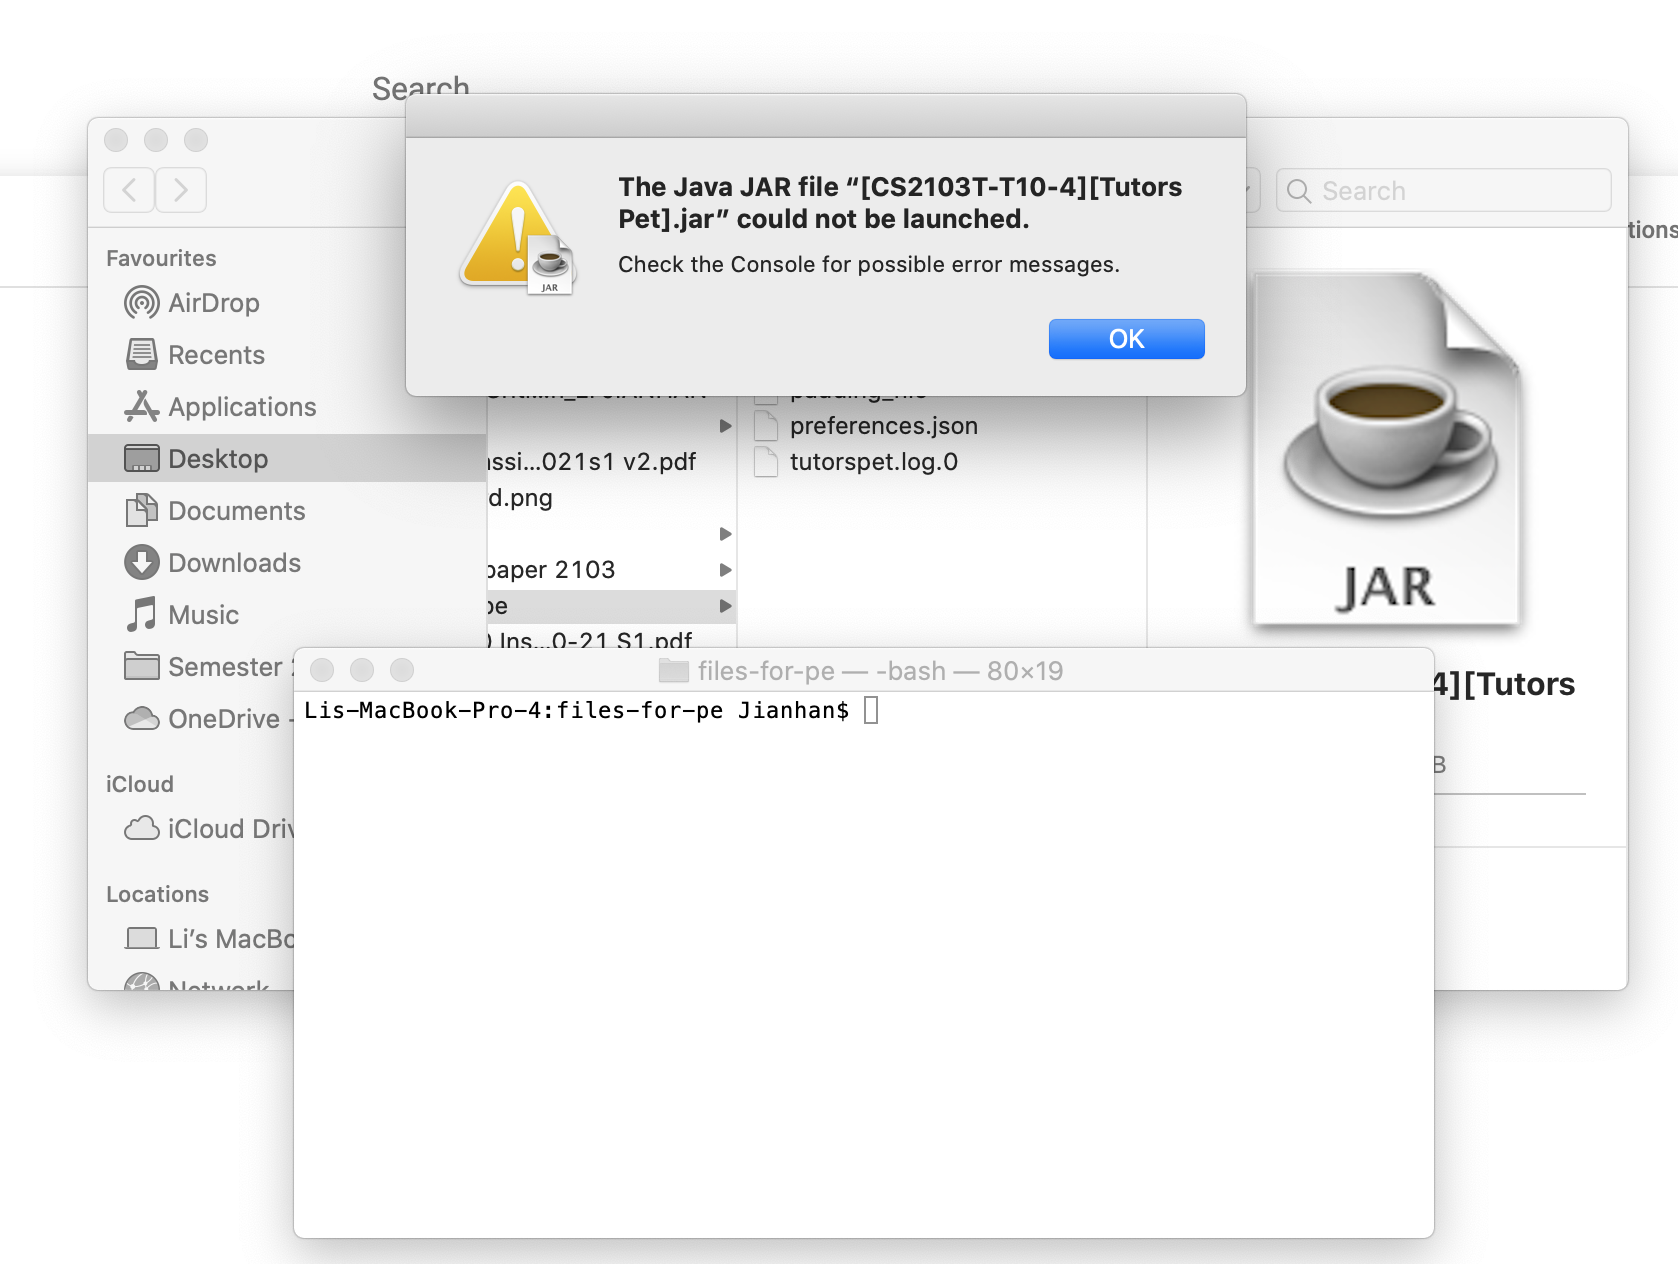 Search
The Java JAR file “[CS2103T-T10-4][Tutors
Pet].jar” could not be launched.
Check the Console for possible error messages.
JAR
OK
Search
tions
Favourites
AirDrop
Recents
Applications
Desktop
Documents
Downloads
Music
Semester
OneDrive -
iCloud
iCloud Driv
Locations
Li’s MacBo
Network
ssi...021s1 v2.pdf
d.png
paper 2103
pe
) Ins...0-21 S1.pdf
preferences.json
tutorspet.log.0
JAR
4][Tutors
B
files-for-pe — -bash — 80×19
Lis-MacBook-Pro-4:files-for-pe Jianhan$